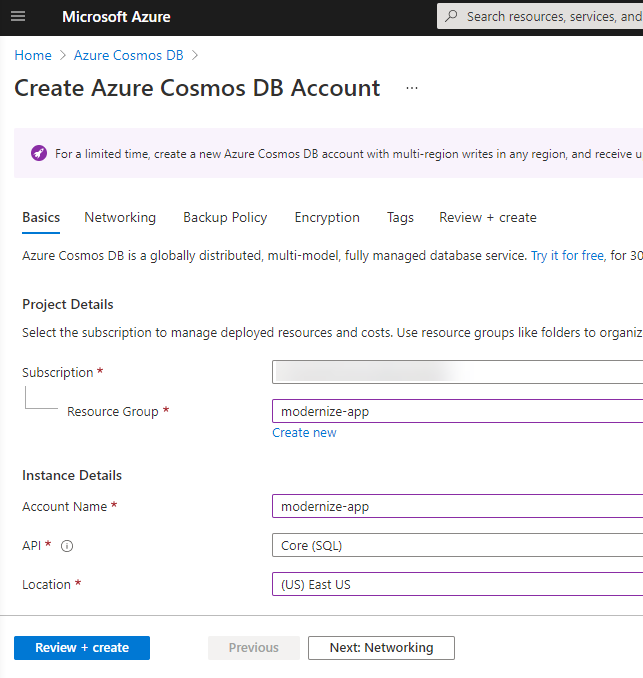 Microsoft Azure
Search resources, services, and
Home > Azure Cosmos DB >
Create Azure Cosmos DB Account ...
For a limited time, create a new Azure Cosmos DB account with multi-region writes in any region, and receive u
Basics Networking Backup Policy Encryption Tags Review + create
Azure Cosmos DB is a globally distributed, multi-model, fully managed database service. Try it for free, for 30
Project Details
Select the subscription to manage deployed resources and costs. Use resource groups like folders to organiz
Subscription *
Resource Group * modernize-app
Create new
Instance Details
Account Name * modernize-app
API * Core (SQL)
Location * (US) East US
Review + create Previous Next: Networking